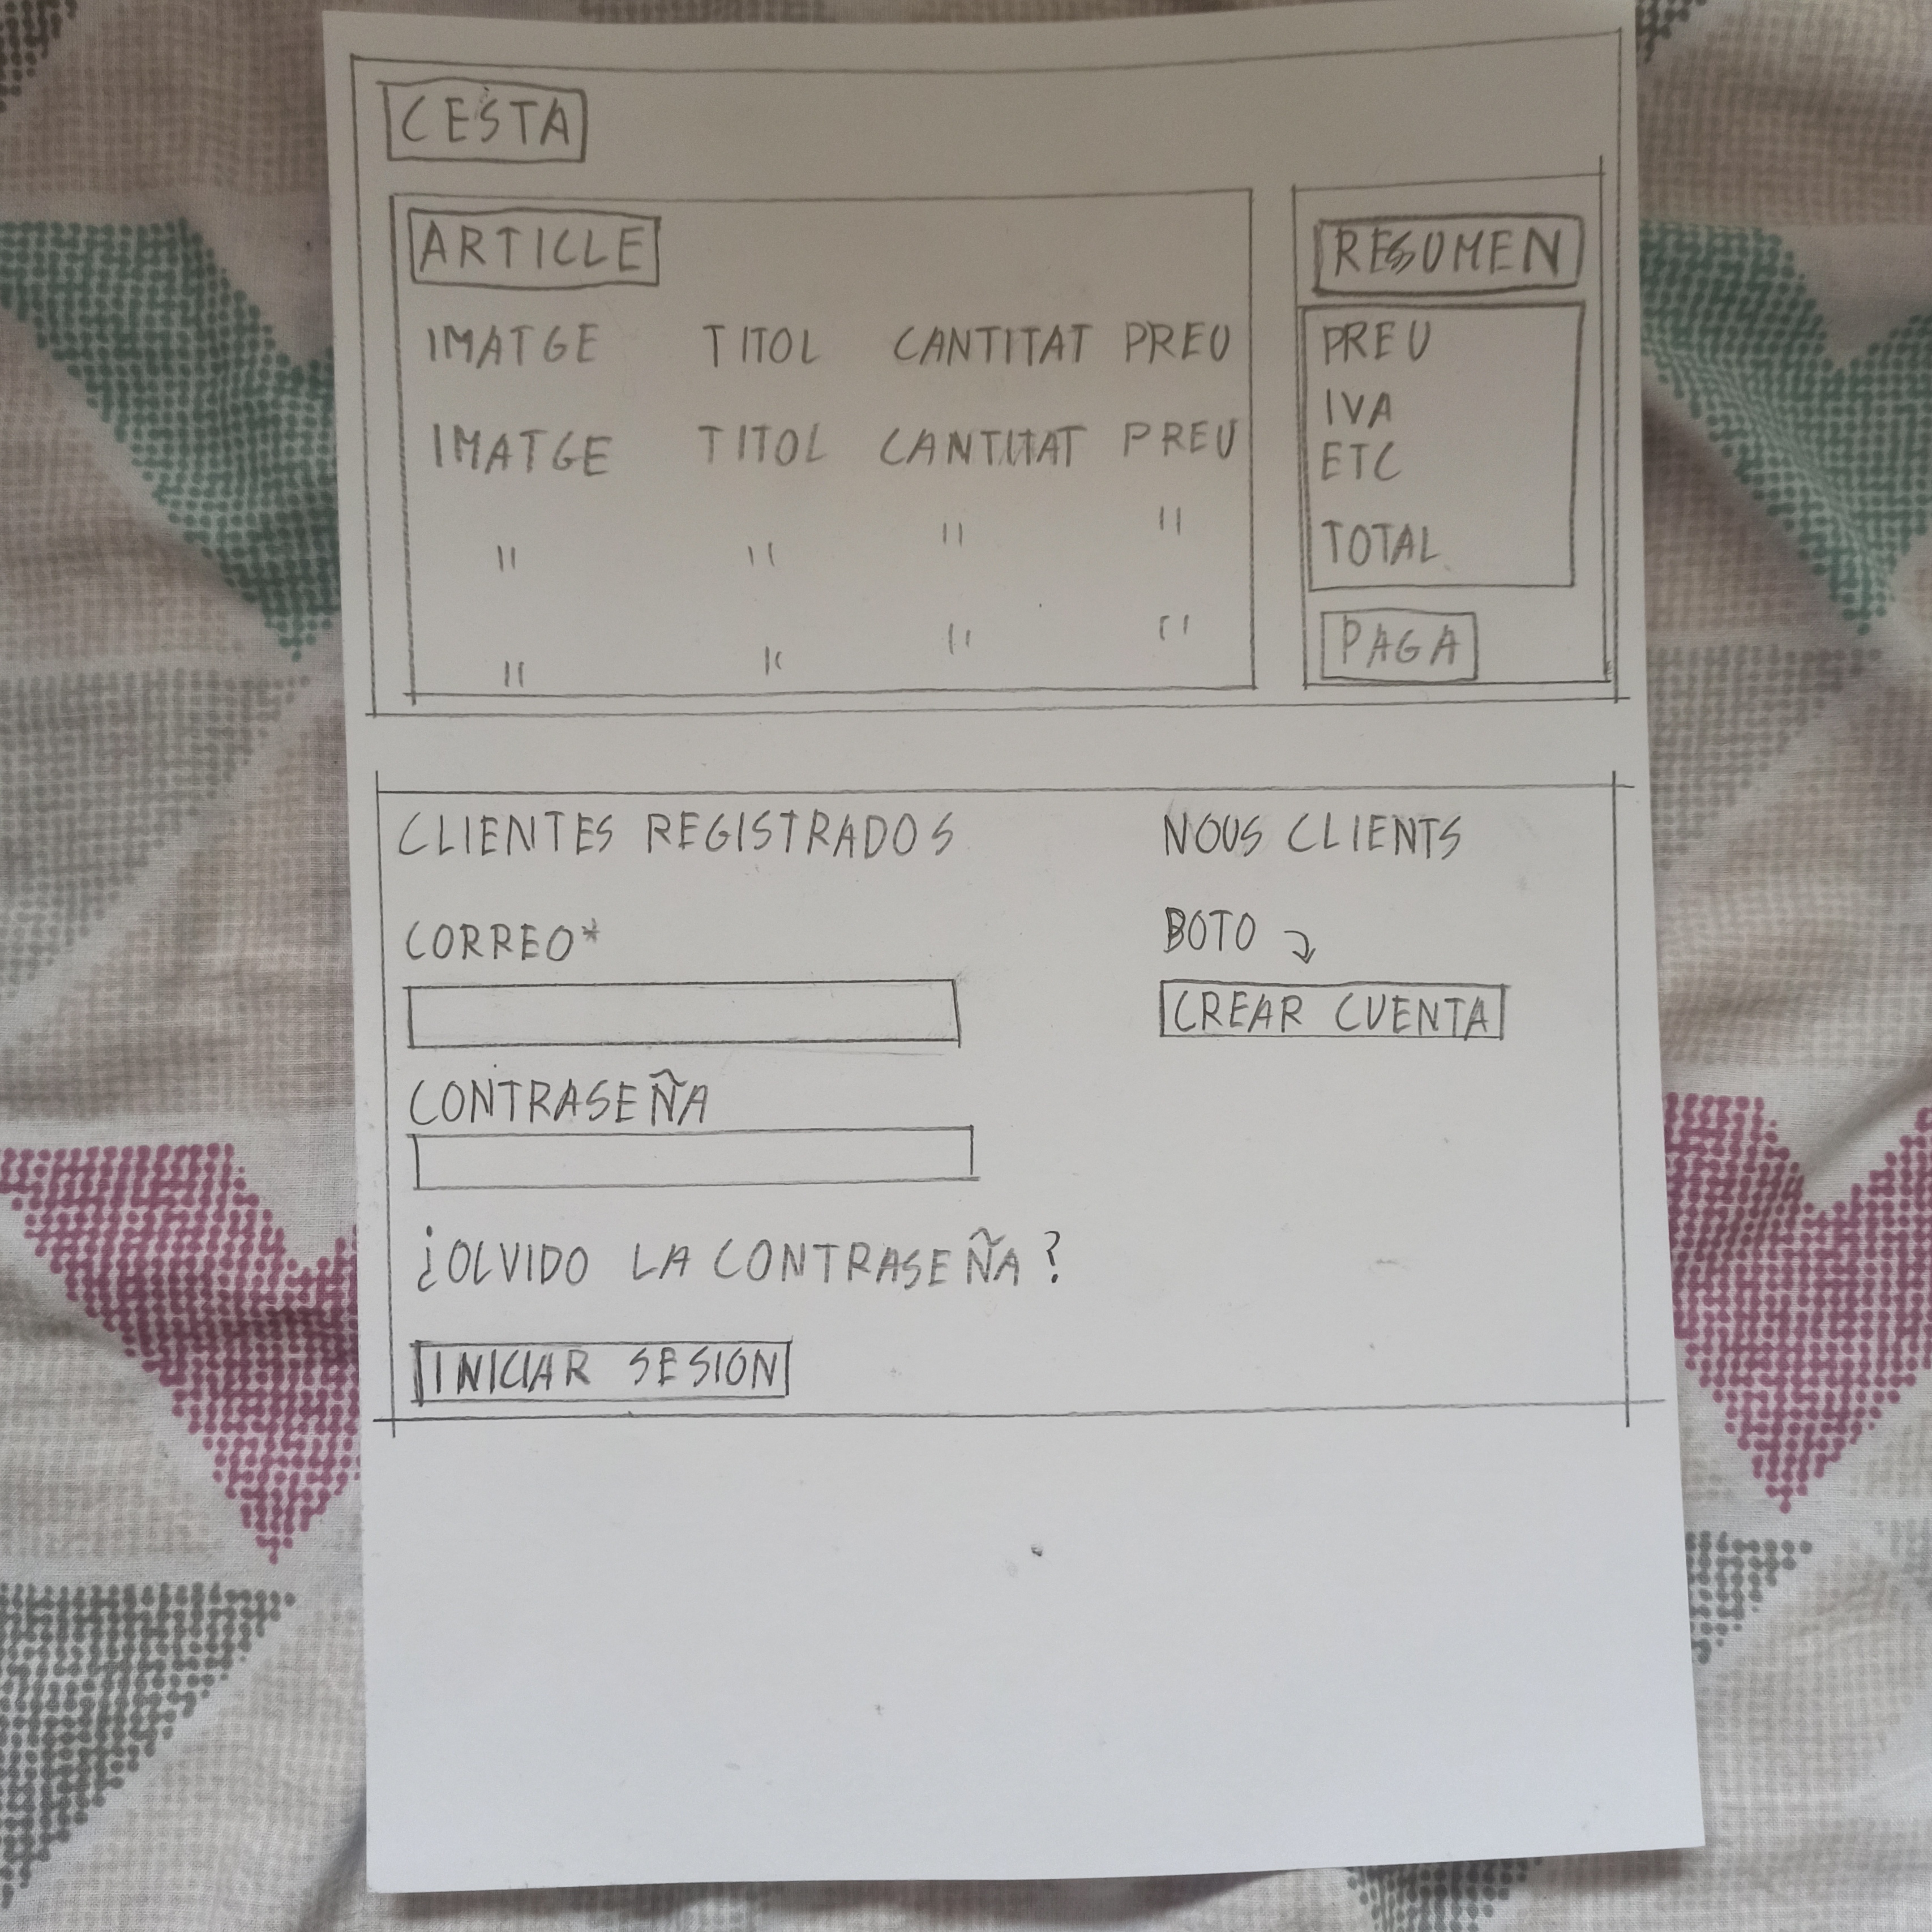 CESTA
ARTICLE
IMATGE TITOL CANTITAT PREU
IMATGE TITOL CANTITAT PREU
" " " "
" " " "
RESUMEN
PREU
IVA
ETC
TOTAL
PAGA
CLIENTES REGISTRADOS
CORREO*
CONTRASEÑA
¿OLVIDO LA CONTRASEÑA?
INICIAR SESION
NOUS CLIENTS
BOTO
CREAR CUENTA